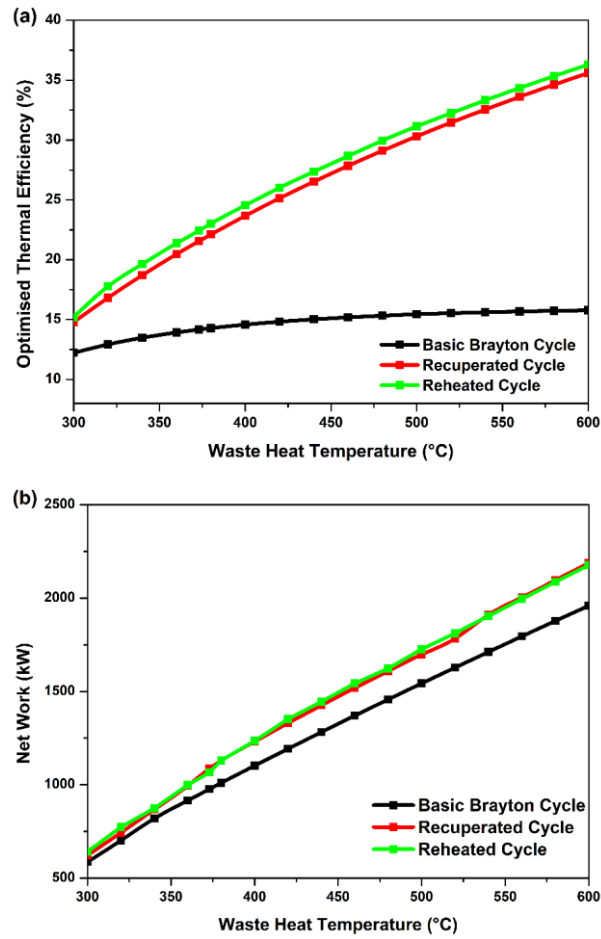 (a)
40
35
30
25
20
15
10
Optimised Thermal Efficiency (%)
Basic Brayton Cycle
Recuperated Cycle
Reheated Cycle
300 350 400 450 500 550 600
Waste Heat Temperature (°C)
(b)
2500
2000
1500
1000
500
Net Work (kW)
Basic Brayton Cycle
Recuperated Cycle
Reheated Cycle
300 350 400 450 500 550 600
Waste Heat Temperature (°C)